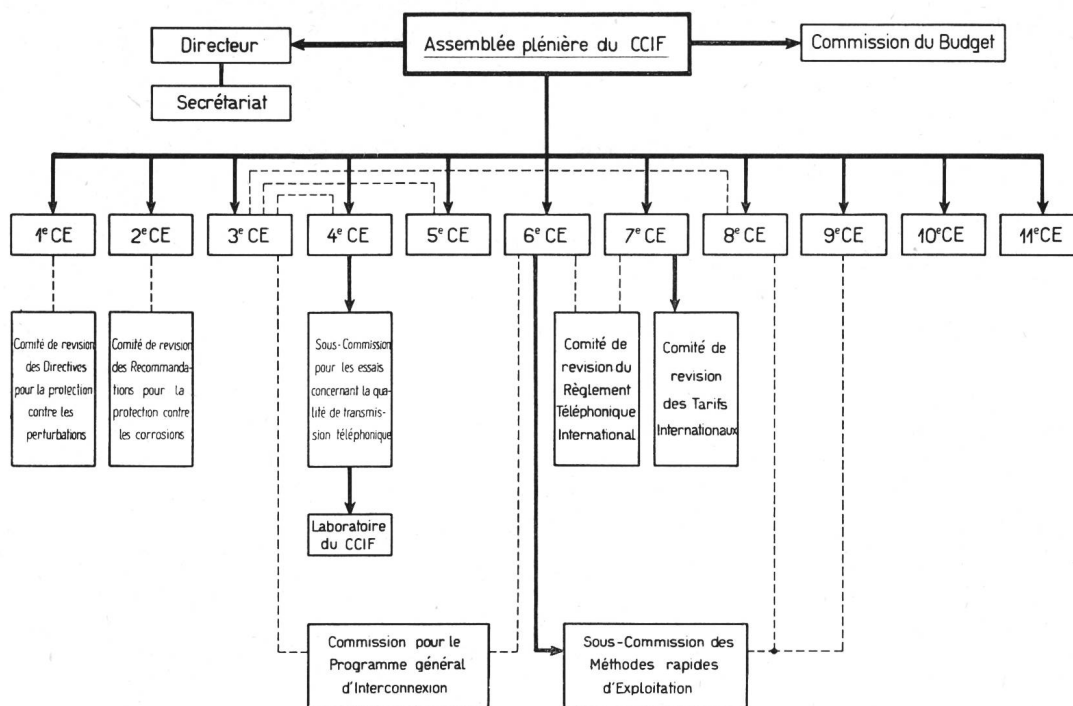 Directeur
Assemblée plénière du CCIF
Commission du Budget
Secrétariat
1e CE
2e CE
3e CE
4e CE
5e CE
6e CE
7e CE
8e CE
9e CE
10e CE
11e CE
Comité de revision
des Directives
pour la protection
contre les
perturbations
Comité de revision
des Recommanda-
tions pour la
protection contre
les corrosions
Sous-Commission
pour les essais
concernant la qua-
lité de transmis-
sion téléphonique
Comité de
revision du
Règlement
Téléphonique
International
Comité de
revision
des Tarifs
Internationaux
Laboratoire
du CCIF
Commission pour le
Programme général
d'Interconnexion
Sous-Commission des
Méthodes rapides
d'Exploitation